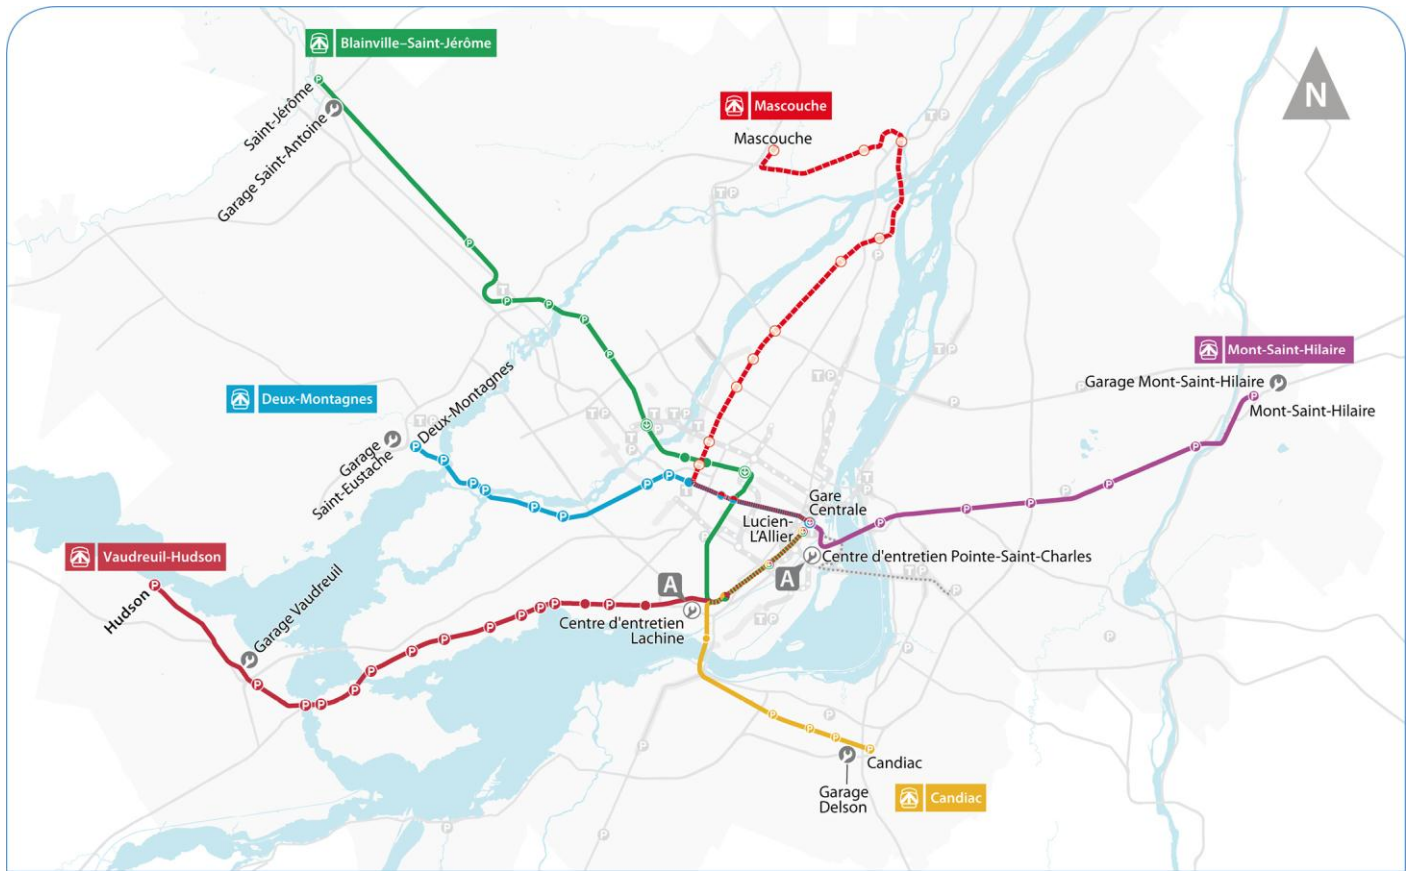 Blainville–Saint-Jérôme
Saint-Jérôme
Garage Saint-Antoine
Mascouche
Mascouche
N
Mont-Saint-Hilaire
Garage Mont-Saint-Hilaire
Mont-Saint-Hilaire
Deux-Montagnes
Deux-Montagnes
Garage
Saint-Eustache
Gare
Centrale
Lucien-
L'Allier
A
Centre d'entretien Pointe-Saint-Charles
Vaudreuil-Hudson
Hudson
Garage Vaudreuil
A
Centre d'entretien
Lachine
Candiac
Garage
Delson
Candiac